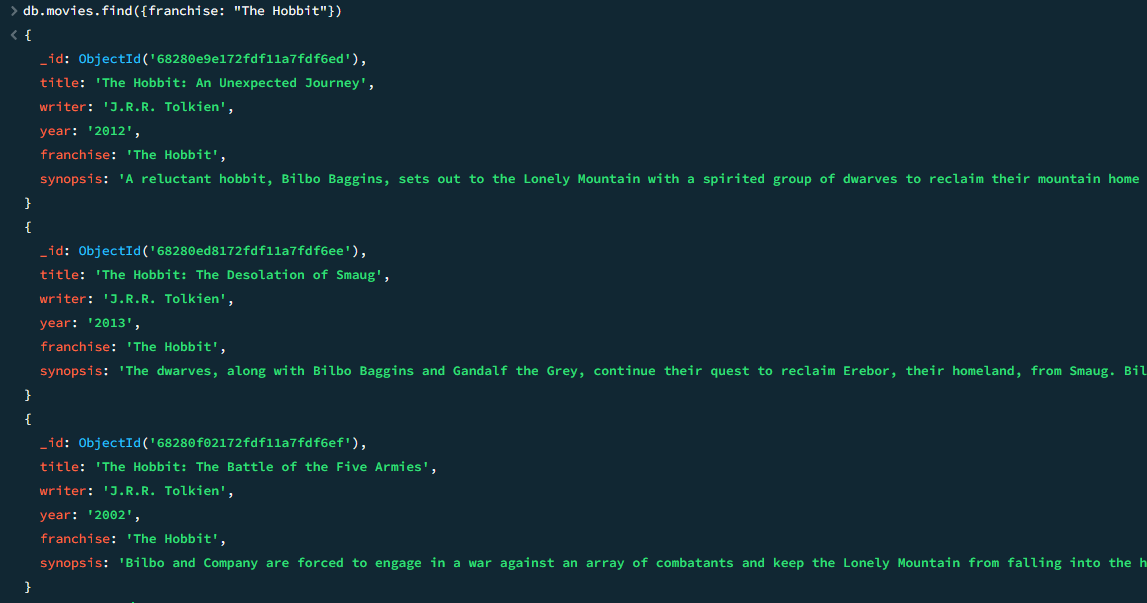 > db.movies.find({franchise: "The Hobbit"})
< {
_id: ObjectId('68280e9e172fdf11a7fdf6ed'),
title: 'The Hobbit: An Unexpected Journey',
writer: 'J.R.R. Tolkien',
year: '2012',
franchise: 'The Hobbit',
synopsis: 'A reluctant hobbit, Bilbo Baggins, sets out to the Lonely Mountain with a spirited group of dwarves to reclaim their mountain home
}
{
_id: ObjectId('68280ed8172fdf11a7fdf6ee'),
title: 'The Hobbit: The Desolation of Smaug',
writer: 'J.R.R. Tolkien',
year: '2013',
franchise: 'The Hobbit',
synopsis: 'The dwarves, along with Bilbo Baggins and Gandalf the Grey, continue their quest to reclaim Erebor, their homeland, from Smaug. Bil
}
{
_id: ObjectId('68280f02172fdf11a7fdf6ef'),
title: 'The Hobbit: The Battle of the Five Armies',
writer: 'J.R.R. Tolkien',
year: '2002',
franchise: 'The Hobbit',
synopsis: 'Bilbo and Company are forced to engage in a war against an array of combatants and keep the Lonely Mountain from falling into the h
}